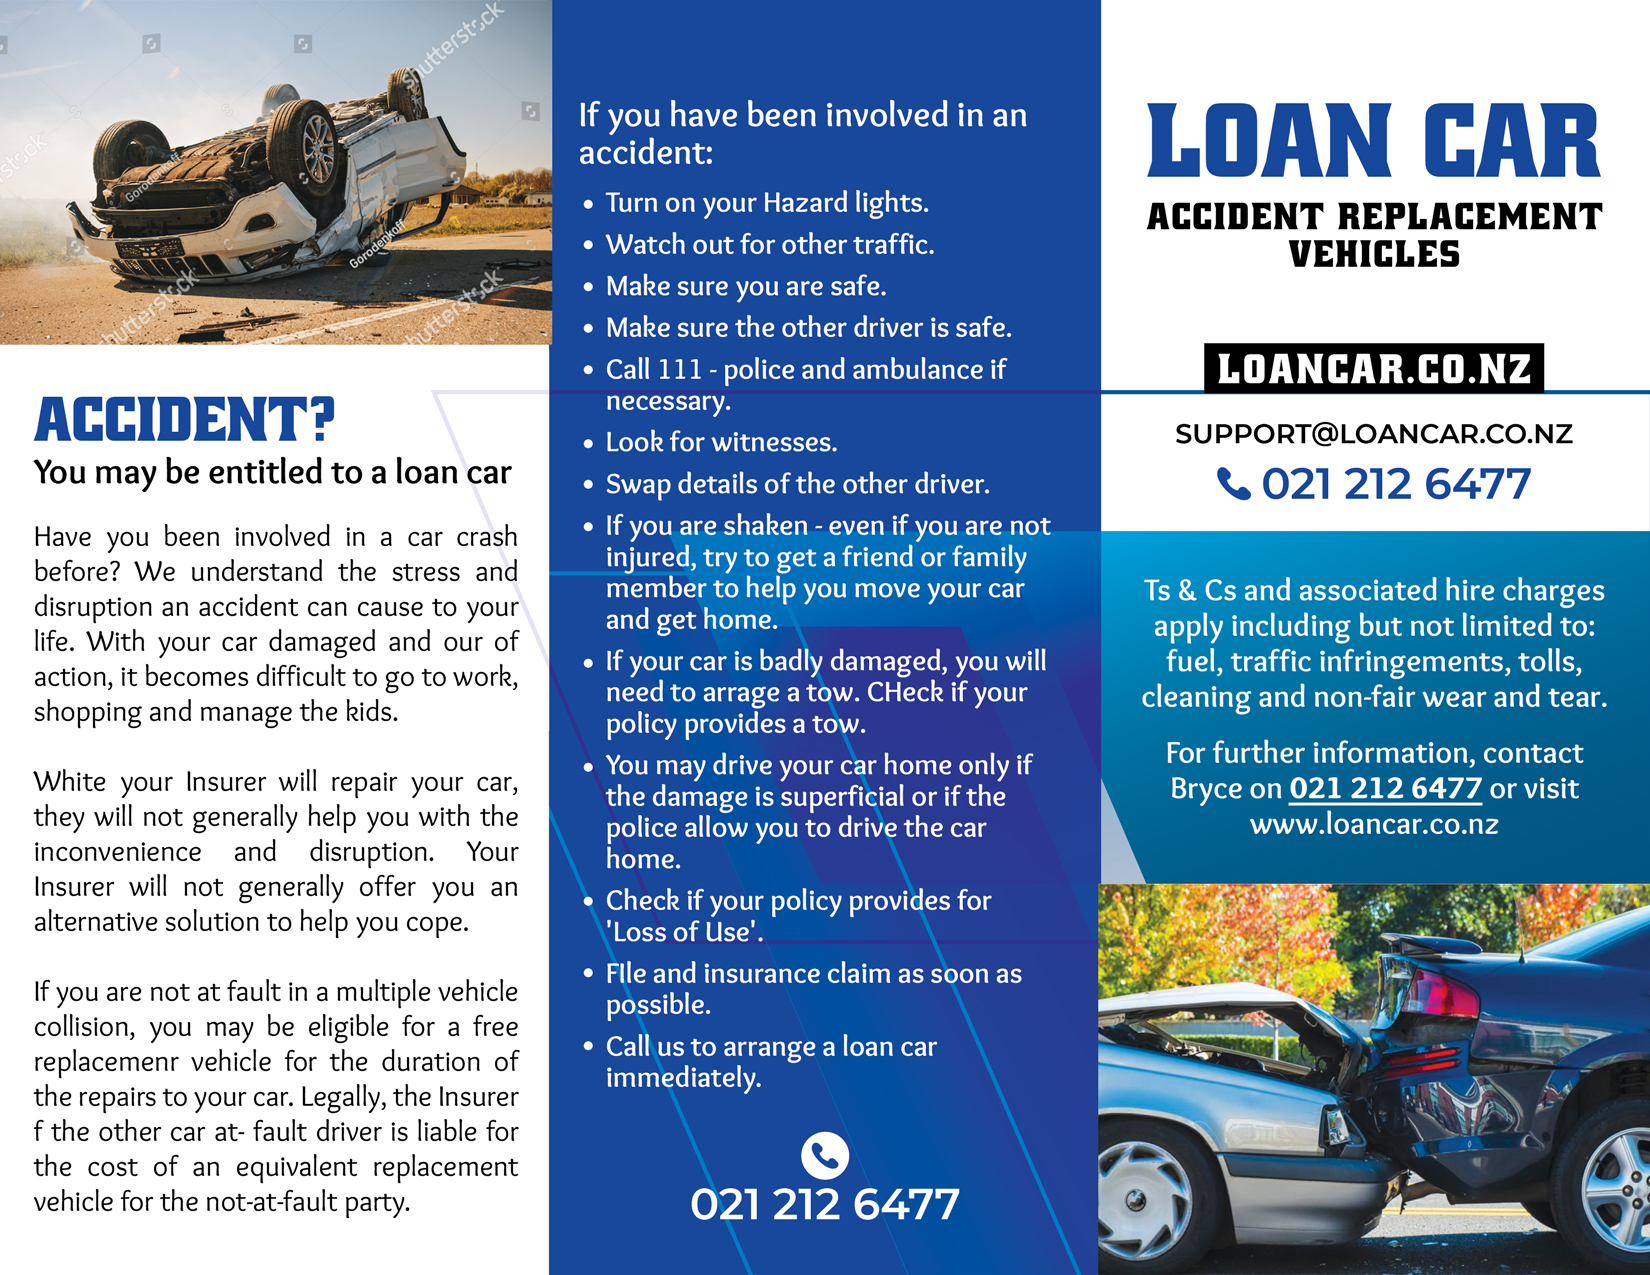 shutterstock
shutterstock
Gorodenkoff
Gorodenkoff
shutterstock
shutterstock
ACCIDENT?
You may be entitled to a loan car
Have you been involved in a car crash
before? We understand the stress and
disruption an accident can cause to your
life. With your car damaged and our of
action, it becomes difficult to go to work,
shopping and manage the kids.
White your Insurer will repair your car,
they will not generally help you with the
inconvenience and disruption. Your
Insurer will not generally offer you an
alternative solution to help you cope.
If you are not at fault in a multiple vehicle
collision, you may be eligible for a free
replacemenr vehicle for the duration of
the repairs to your car. Legally, the Insurer
f the other car at- fault driver is liable for
the cost of an equivalent replacement
vehicle for the not-at-fault party.
If you have been involved in an
accident:
• Turn on your Hazard lights.
• Watch out for other traffic.
• Make sure you are safe.
• Make sure the other driver is safe.
• Call 111 - police and ambulance if
necessary.
• Look for witnesses.
• Swap details of the other driver.
• If you are shaken - even if you are not
injured, try to get a friend or family
member to help you move your car
and get home.
• If your car is badly damaged, you will
need to arrage a tow. CHeck if your
policy provides a tow.
• You may drive your car home only if
the damage is superficial or if the
police allow you to drive the car
home.
• Check if your policy provides for
'Loss of Use'.
• FIle and insurance claim as soon as
possible.
• Call us to arrange a loan car
immediately.
021 212 6477
LOAN CAR
ACCIDENT REPLACEMENT
VEHICLES
LOANCAR.CO.NZ
SUPPORT@LOANCAR.CO.NZ
021 212 6477
Ts & Cs and associated hire charges
apply including but not limited to:
fuel, traffic infringements, tolls,
cleaning and non-fair wear and tear.
For further information, contact
Bryce on 021 212 6477 or visit
www.loancar.co.nz